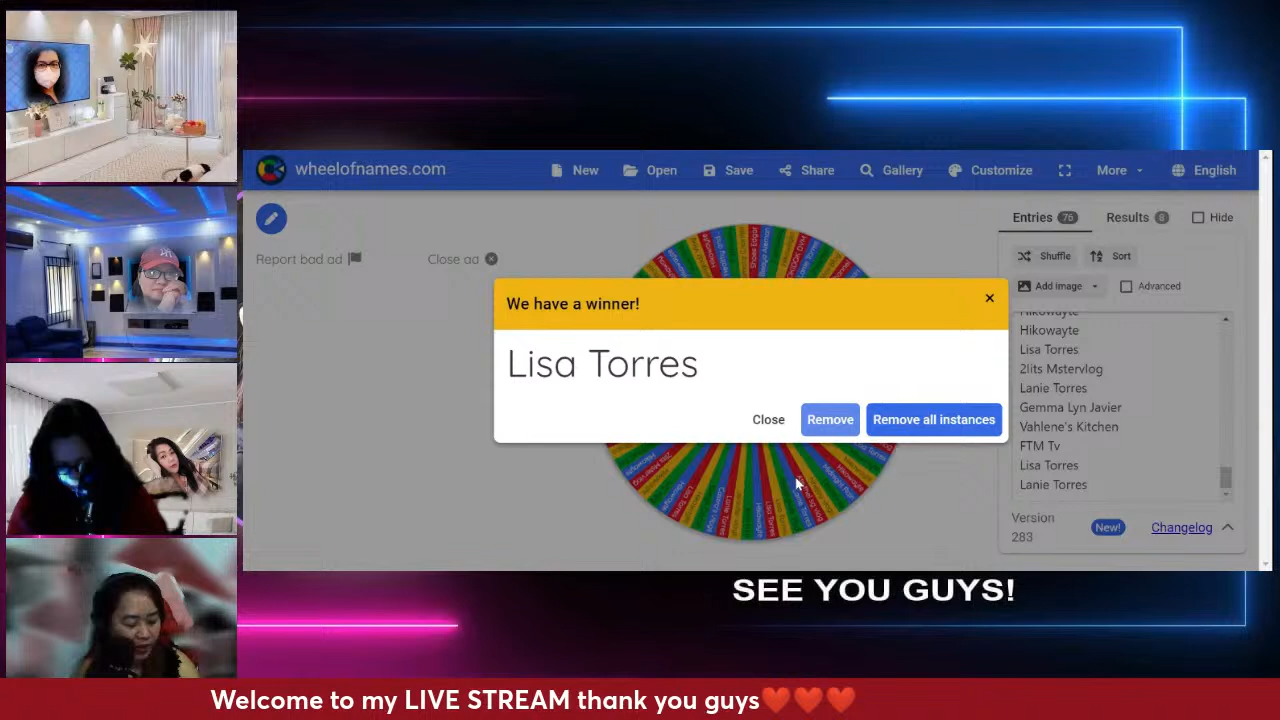 wheelofnames.com
New
Open
Save
Share
Gallery
Customize
More
English
Report bad ad
Close ad
Entries 75
Results 8
Hide
Shuffle
Sort
Add image
Advanced
Hikowayte
Hikowayte
Lisa Torres
2lits Mstervlog
Lanie Torres
Gemma Lyn Javier
Vahlene's Kitchen
FTM Tv
Lisa Torres
Lanie Torres
Version 283
New!
Changelog
We have a winner!
Lisa Torres
Close
Remove
Remove all instances
SEE YOU GUYS!
Welcome to my LIVE STREAM thank you guys❤️❤️❤️